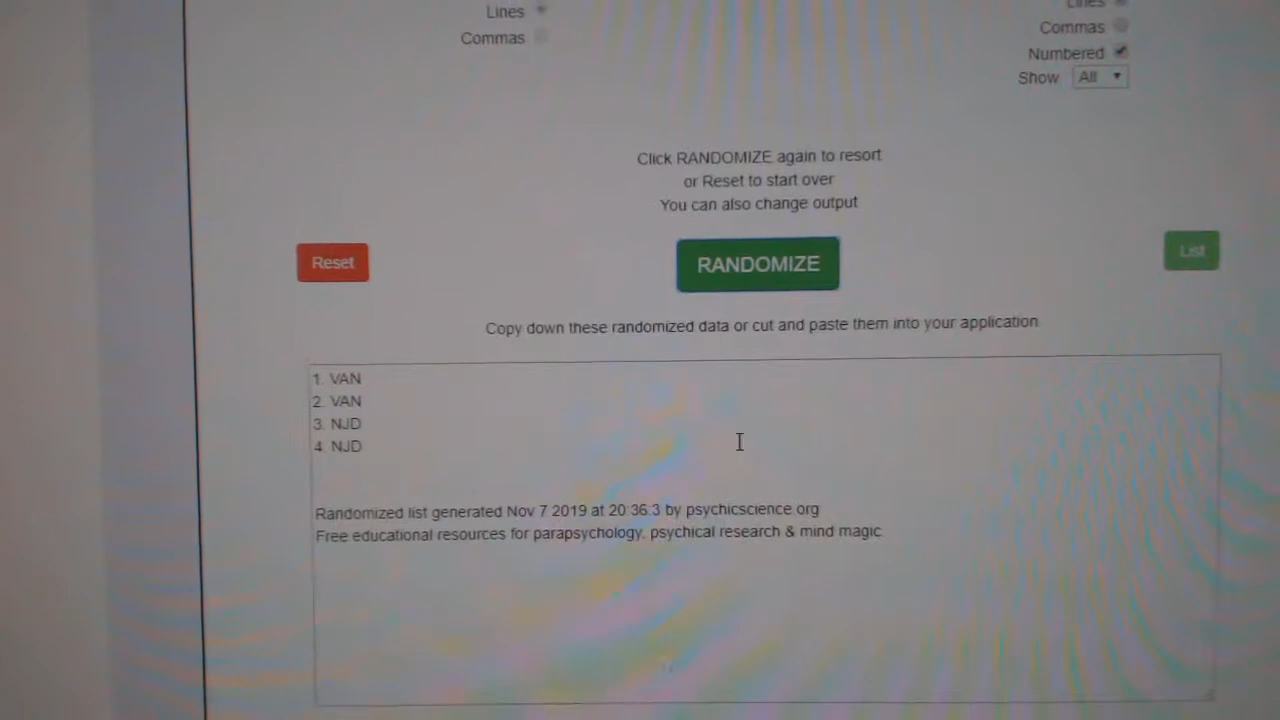 Lines
Commas
Lines
Commas
Numbered
Show All
Click RANDOMIZE again to resort
or Reset to start over
You can also change output
Reset
RANDOMIZE
List
Copy down these randomized data or cut and paste them into your application
1. VAN
2. VAN
3. NJD
4. NJD
Randomized list generated Nov 7 2019 at 20:36:3 by psychicscience.org
Free educational resources for parapsychology, psychical research & mind magic